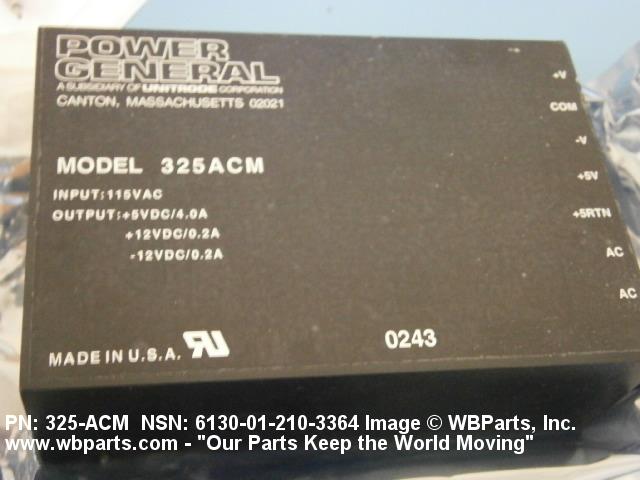 POWER
GENERAL
A SUBSIDIARY OF UNITRODE CORPORATION
CANTON, MASSACHUSETTS 02021
MODEL 325ACM
INPUT:115VAC
OUTPUT:+5VDC/4.0A
+12VDC/0.2A
-12VDC/0.2A
+V
COM
-V
+5V
+5RTN
AC
AC
MADE IN U.S.A.
0243
PN: 325-ACM NSN: 6130-01-210-3364 Image © WBParts, Inc.
www.wbparts.com - "Our Parts Keep the World Moving"